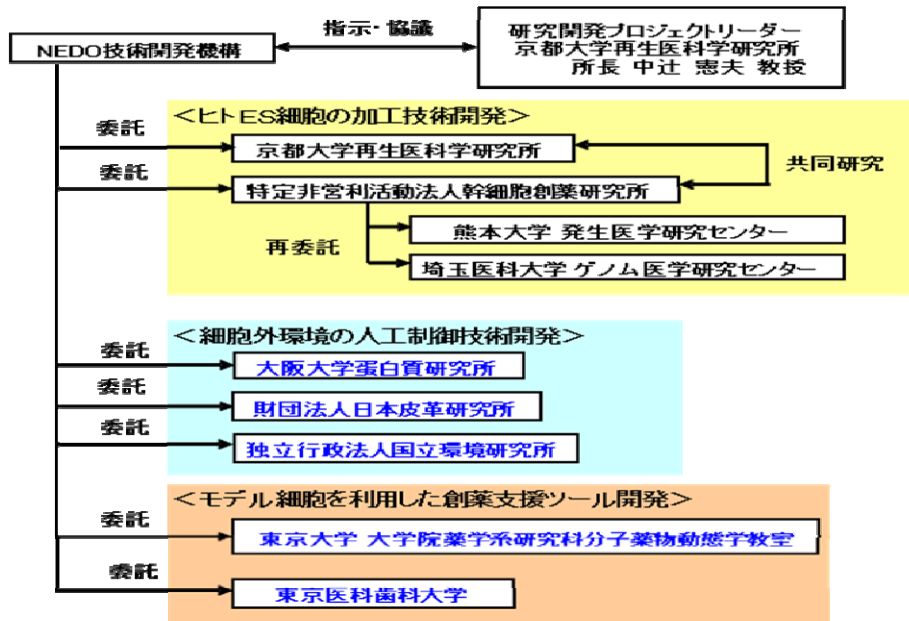 指示・協議
NEDO技術開発機構
研究開発プロジェクトリーダー
京都大学再生医科学研究所
所長 中辻 憲夫 教授
<ヒトES細胞の加工技術開発>
委託
京都大学再生医科学研究所
委託
特定非営利活動法人幹細胞創薬研究所
共同研究
再委託
熊本大学 発生医学研究センター
埼玉医科大学 ゲノム医学研究センター
<細胞外環境の人工制御技術開発>
委託
大阪大学蛋白質研究所
委託
財団法人日本皮革研究所
委託
独立行政法人国立環境研究所
<モデル細胞を利用した創薬支援ツール開発>
委託
東京大学 大学院薬学系研究科分子薬物動態学教室
委託
東京医科歯科大学